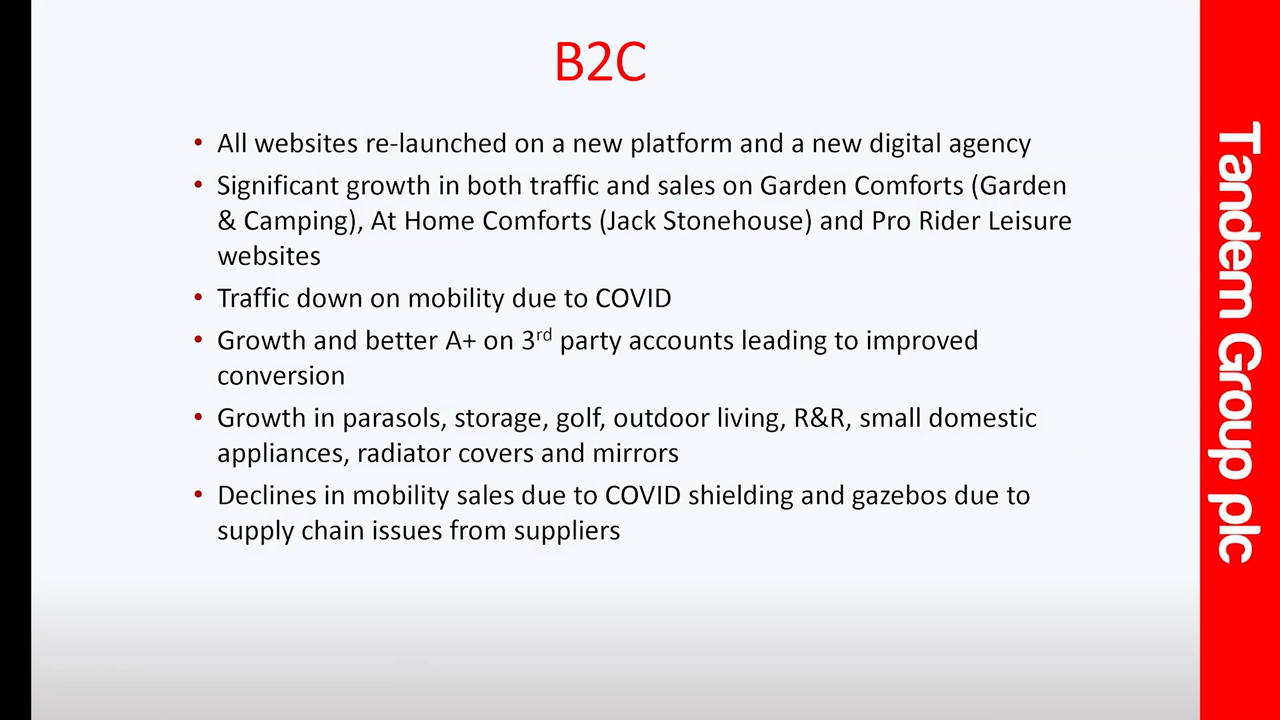 B2C
• All websites re-launched on a new platform and a new digital agency
• Significant growth in both traffic and sales on Garden Comforts (Garden
& Camping), At Home Comforts (Jack Stonehouse) and Pro Rider Leisure
websites
• Traffic down on mobility due to COVID
• Growth and better A+ on 3rd party accounts leading to improved
conversion
• Growth in parasols, storage, golf, outdoor living, R&R, small domestic
appliances, radiator covers and mirrors
• Declines in mobility sales due to COVID shielding and gazebos due to
supply chain issues from suppliers
Tandem Group plc